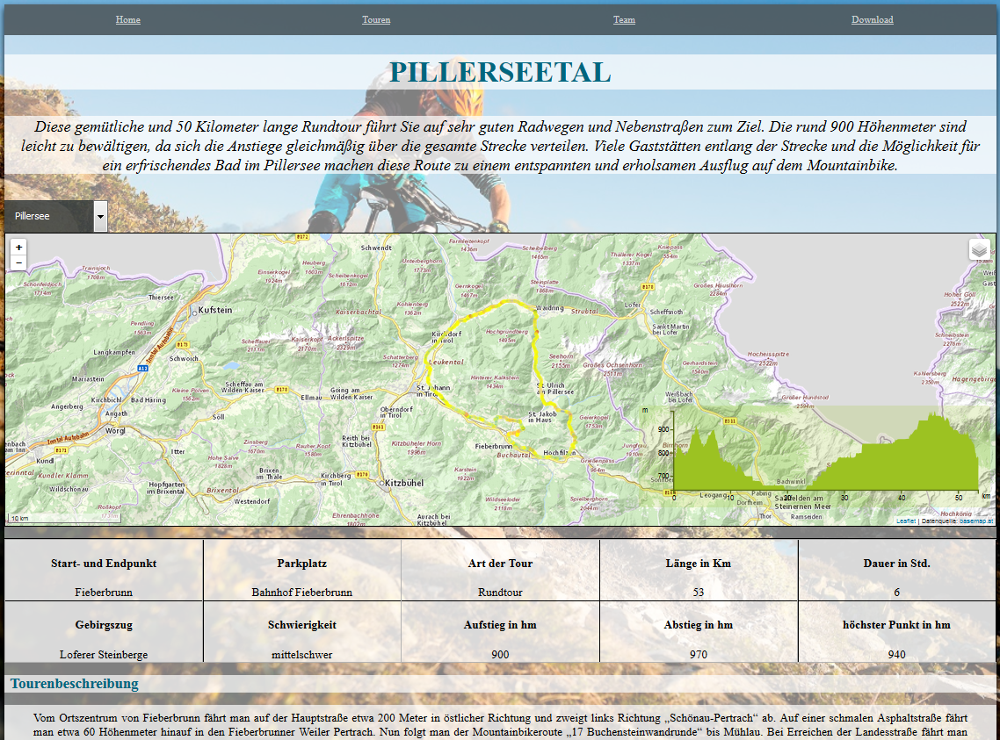 Home Touren Team Download
PILLERSEETAL
Diese gemütliche und 50 Kilometer lange Rundtour führt Sie auf sehr guten Radwegen und Nebenstraßen zum Ziel. Die rund 900 Höhenmeter sind
leicht zu bewältigen, da sich die Anstiege gleichmäßig über die gesamte Strecke verteilen. Viele Gaststätten entlang der Strecke und die Möglichkeit für
ein erfrischendes Bad im Pillersee machen diese Route zu einem entspannten und erholsamen Ausflug auf dem Mountainbike.
Pillersee
+
−
Schwendt
Kufstein
Thiersee
Langkampfen
Schwoich
Mariastein
Kirchbichl Bad Häring
Angerberg
Angath
Wörgl
Kundl
Itter
Söll
Scheffau am
Wilden Kaiser
Ellmau
Going am
Wilden Kaiser
Oberndorf
in Tirol
Reith bei
Kitzbühel
Kirchberg
in Tirol
Kitzbühel
Brixen
im Thale
Westendorf
Hopfgarten
im Brixental
Wildschönau
Aurach bei
Kitzbühel
Waidring
Lofer
Scheffsnoth
Sankt Martin
bei Lofer
Weißbach
bei Lofer
St. Ulrich
am Pillersee
St. Jakob
in Haus
Fieberbrunn
Buchautal
Leukental
Kaiserbachtal
Strubtal
Brixental
Inntal Autobahn
Inntal Autobahn
Leogang
Saalfelden am
Steinernen Meer
Ramseiden
Dorfheim
Pabing
Thor
Bachwinkl
m
900
800
700
0 10 20 30 40 50 km
10 km
Leaflet | Datenquelle: basemap.at
Start- und Endpunkt Parkplatz Art der Tour Länge in Km Dauer in Std.
Fieberbrunn Bahnhof Fieberbrunn Rundtour 53 6
Gebirgszug Schwierigkeit Aufstieg in hm Abstieg in hm höchster Punkt in hm
Loferer Steinberge mittelschwer 900 970 940
Tourenbeschreibung
Vom Ortszentrum von Fieberbrunn fährt man auf der Hauptstraße etwa 200 Meter in östlicher Richtung und zweigt links Richtung „Schönau-Pertrach“ ab. Auf einer schmalen Asphaltstraße fährt
man etwa 60 Höhenmeter hinauf in den Fieberbrunner Weiler Pertrach. Nun folgt man der Mountainbikeroute „17 Buchensteinwandrunde“ bis Mühlau. Bei Erreichen der Landesstraße fährt man